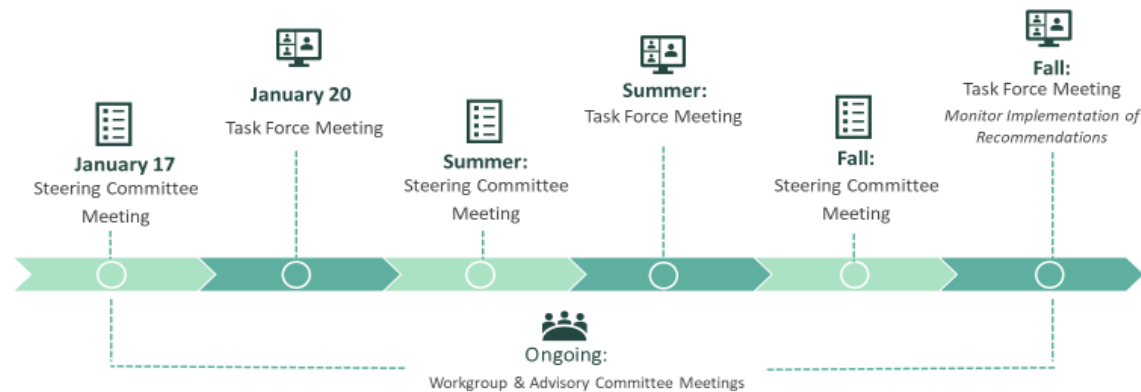 January 17
Steering Committee
Meeting
January 20
Task Force Meeting
Summer:
Steering Committee
Meeting
Summer:
Task Force Meeting
Fall:
Steering Committee
Meeting
Fall:
Task Force Meeting
Monitor Implementation of
Recommendations
Ongoing:
Workgroup & Advisory Committee Meetings